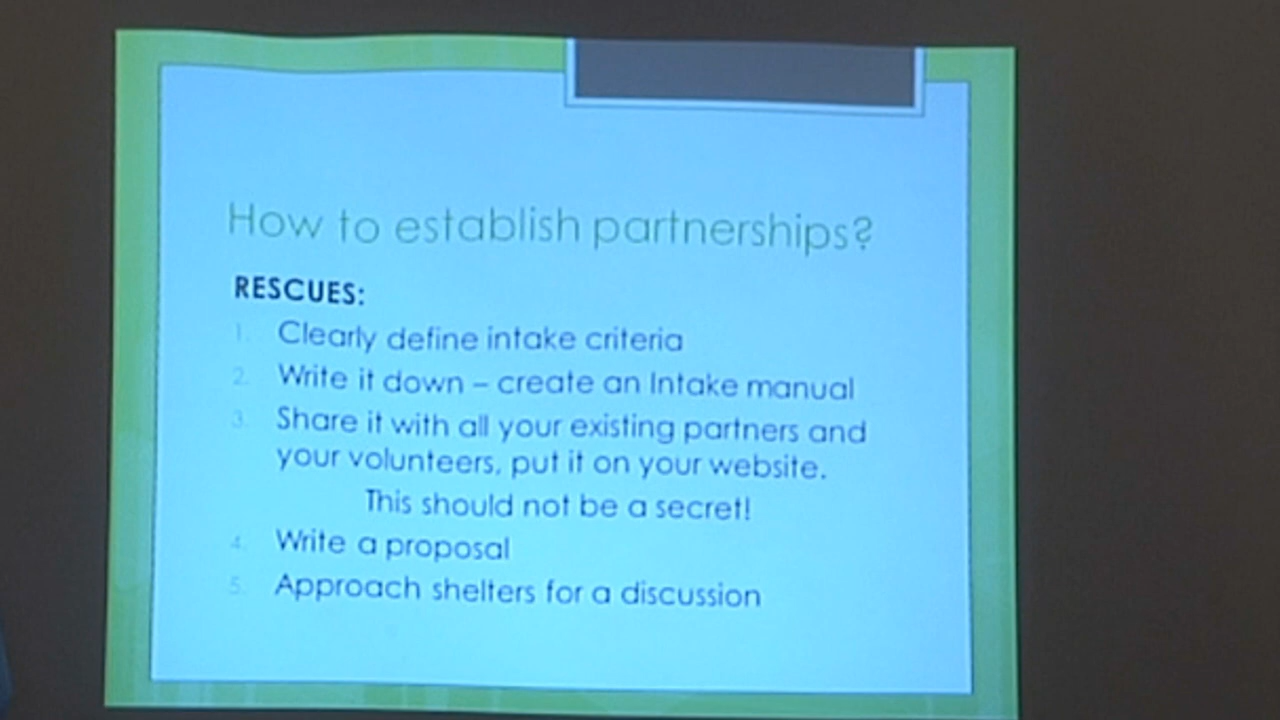 How to establish partnerships?
RESCUES:
1. Clearly define intake criteria
2. Write it down – create an Intake manual
3. Share it with all your existing partners and
your volunteers, put it on your website.
This should not be a secret!
4. Write a proposal
5. Approach shelters for a discussion